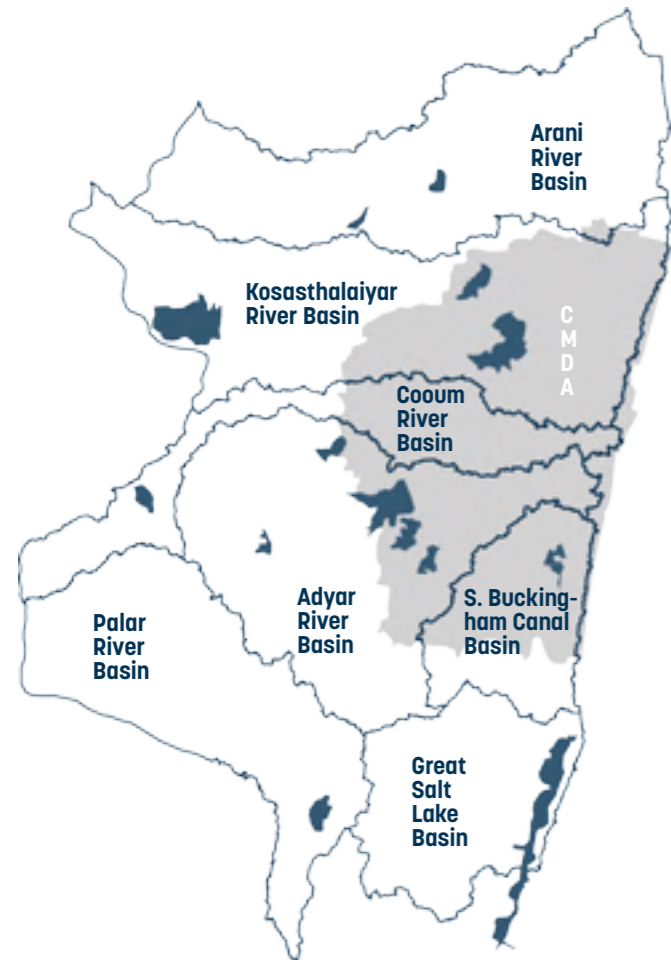 Arani
River
Basin
Kosasthalaiyar
River Basin
C
M
D
A
Cooum
River
Basin
Adyar
River
Basin
S. Bucking-
ham Canal
Basin
Palar
River
Basin
Great
Salt
Lake
Basin